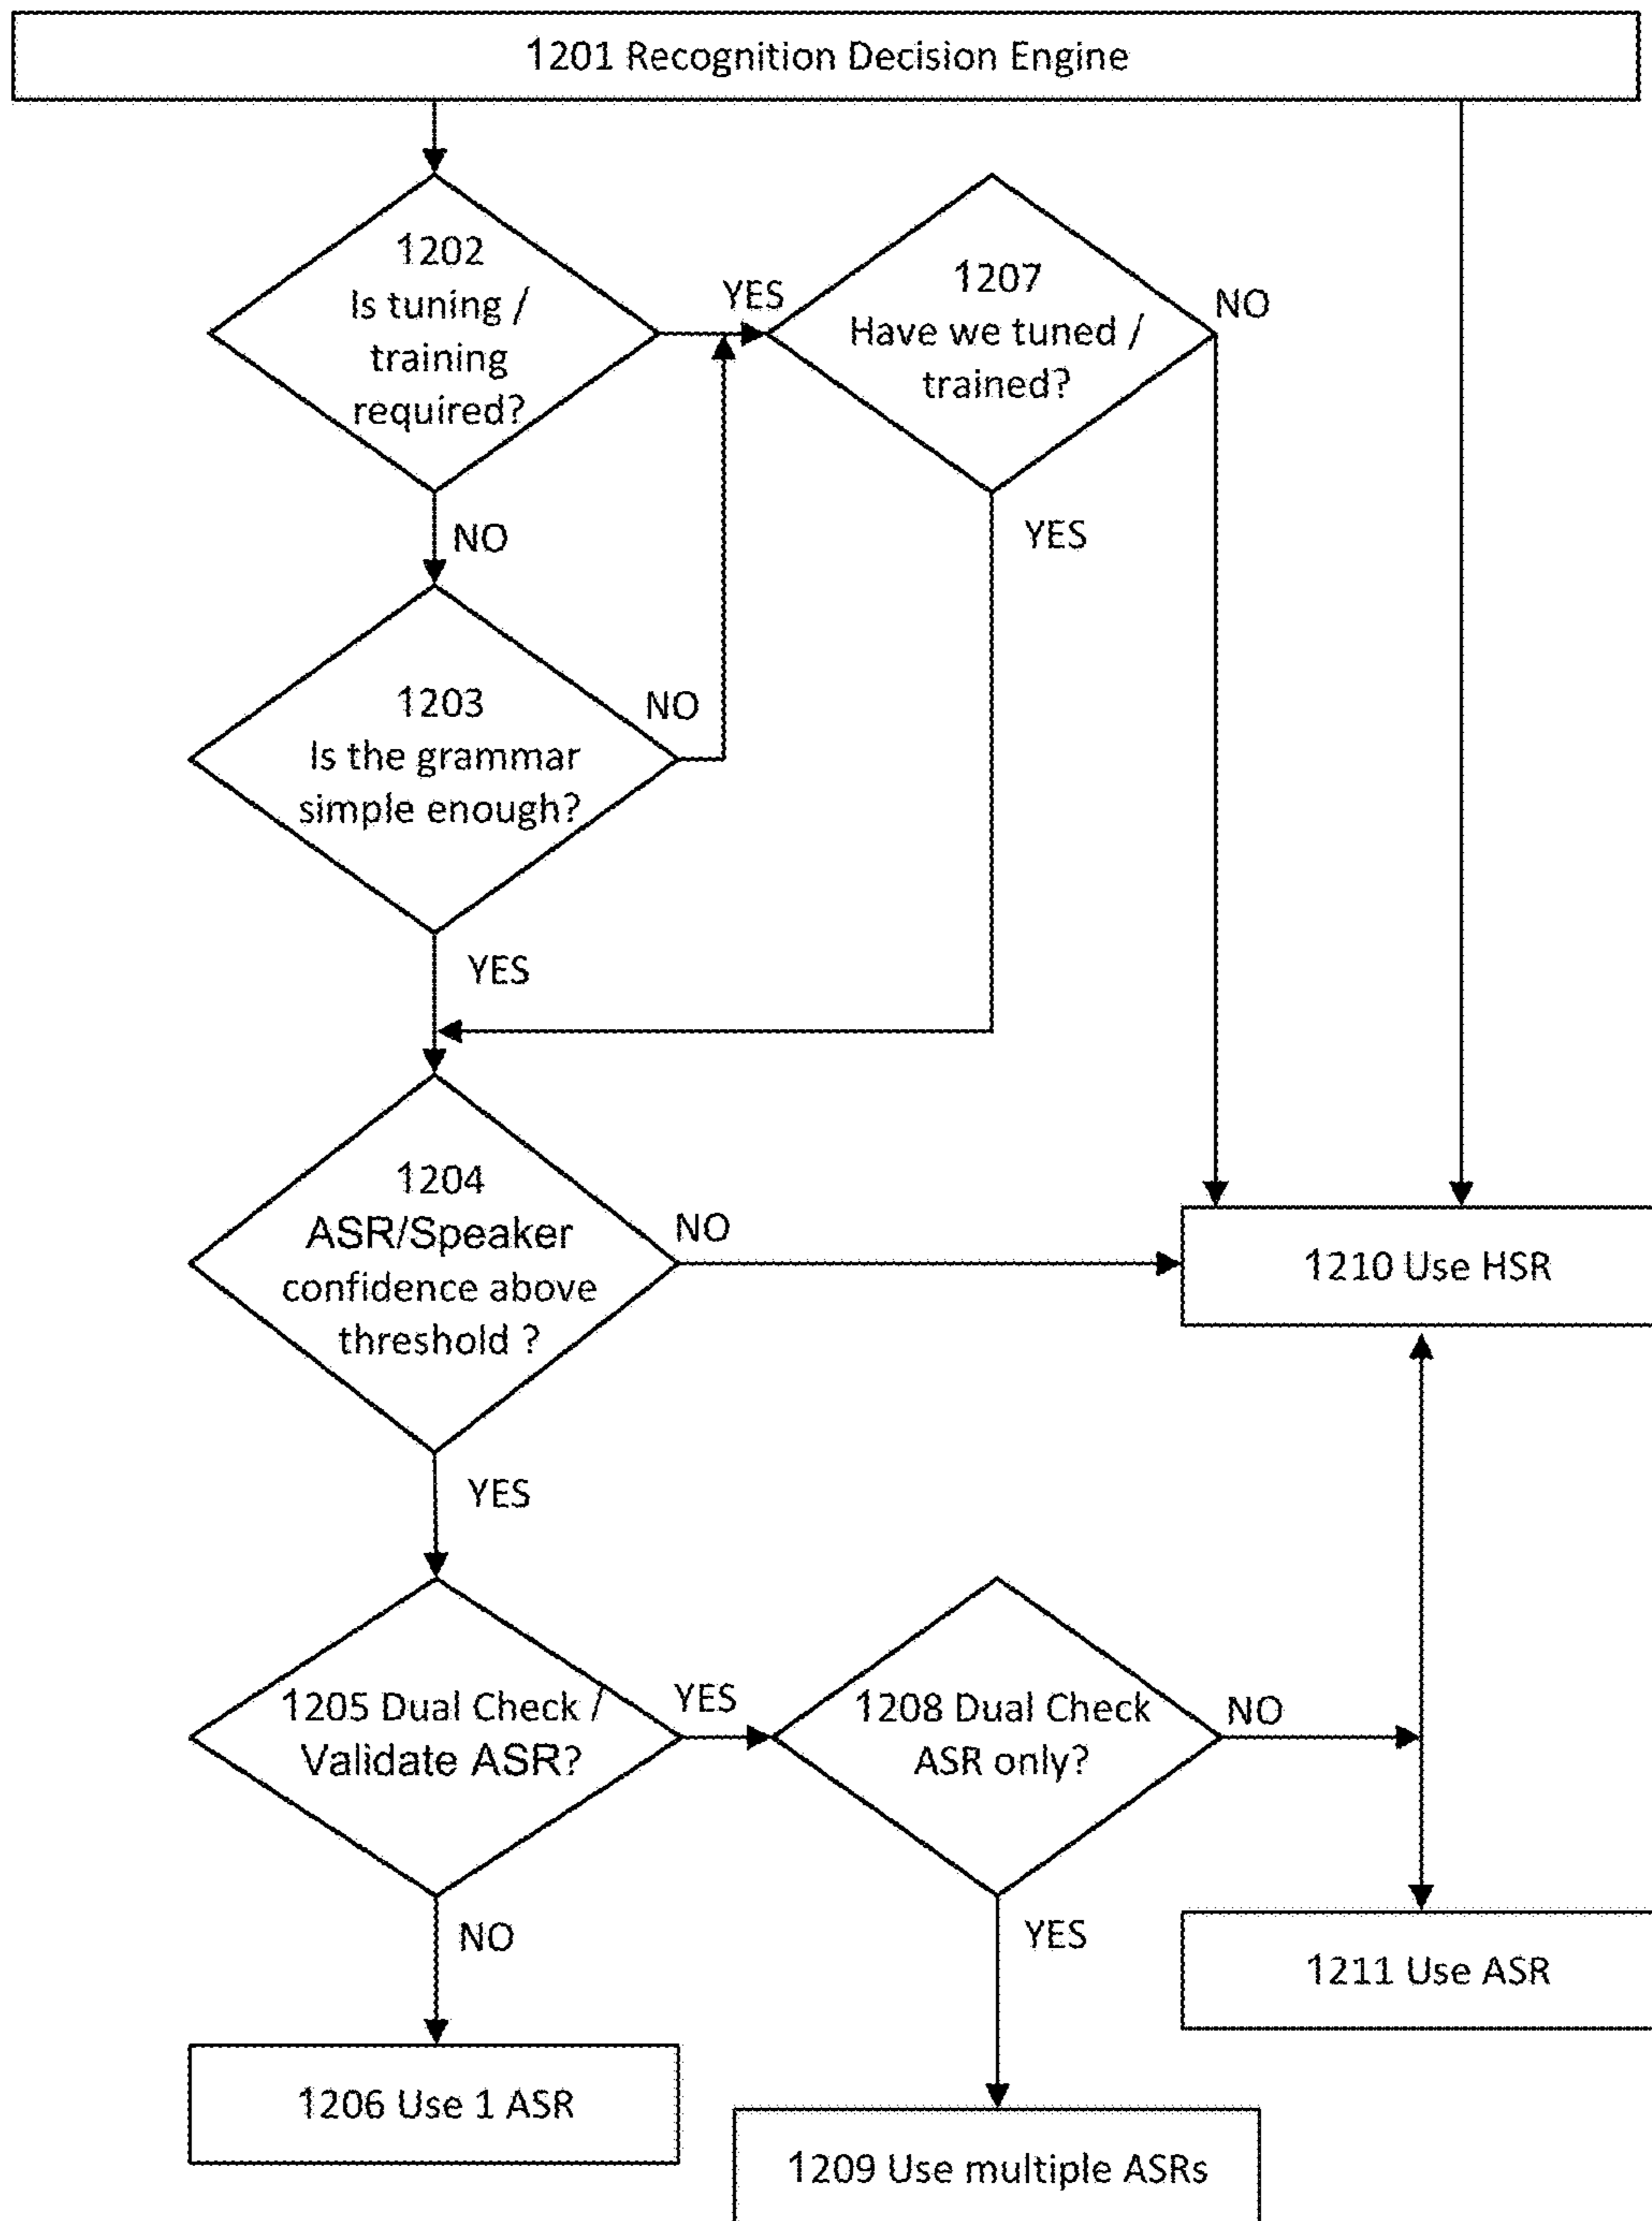 1201 Recognition Decision Engine
1202
Is tuning /
training
required?
YES
1207
Have we tuned /
trained?
NO
NO
YES
1203
Is the grammar
simple enough?
NO
YES
1204
ASR/Speaker
confidence above
threshold ?
NO
1210 Use HSR
YES
1205 Dual Check /
Validate ASR?
YES
1208 Dual Check
ASR only?
NO
NO
YES
1211 Use ASR
1206 Use 1 ASR
1209 Use multiple ASRs